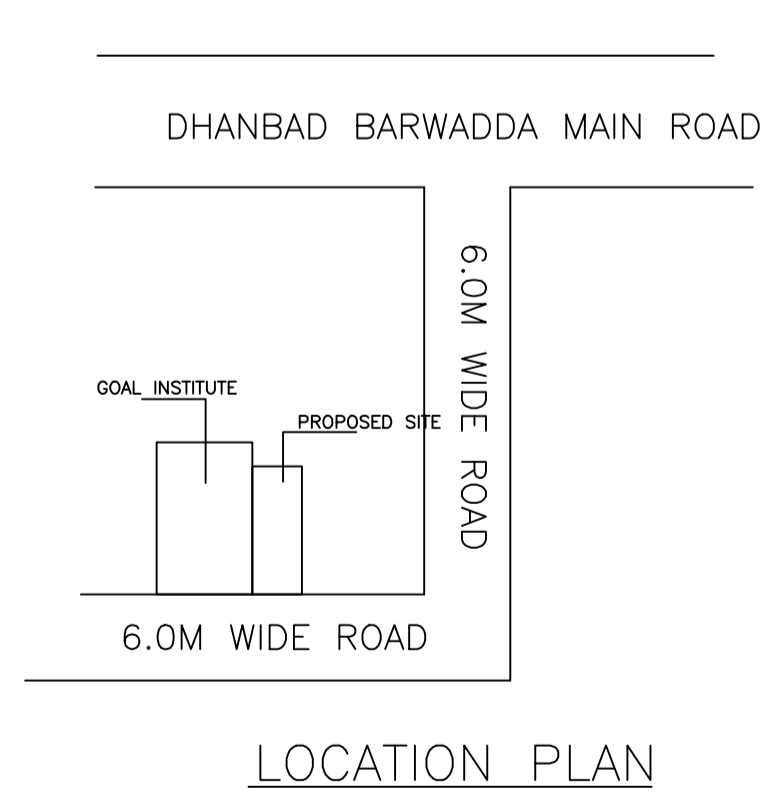 DHANBAD BARWADDA MAIN ROAD
6.0M WIDE ROAD
GOAL INSTITUTE
PROPOSED SITE
6.0M WIDE ROAD
LOCATION PLAN